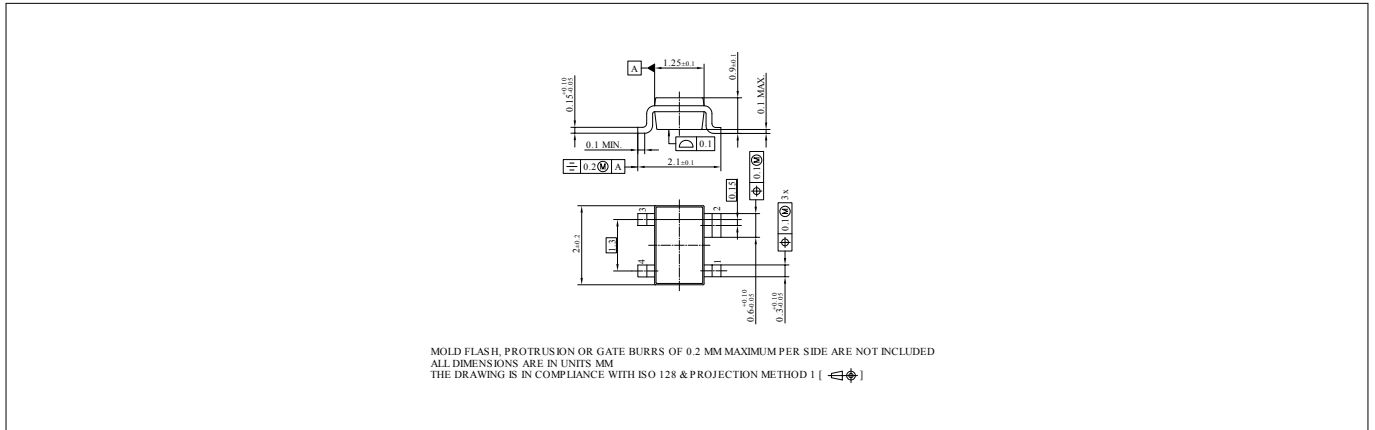 A
1.25±0.1
0.9±0.1
0.1 MAX.
0.15 +0.10 -0.05
0.1 MIN.
0.1
2.1±0.1
0.2 Ⓜ A
0.1 Ⓜ
0.15
0.1 Ⓜ 3x
3
2
2±0.2
1.3
4
1
0.6 +0.10 -0.05
0.3 +0.10 -0.05
MOLD FLASH, PROTRUSION OR GATE BURRS OF 0.2 MM MAXIMUM PER SIDE ARE NOT INCLUDED
ALL DIMENSIONS ARE IN UNITS MM
THE DRAWING IS IN COMPLIANCE WITH ISO 128 & PROJECTION METHOD 1 [ ]